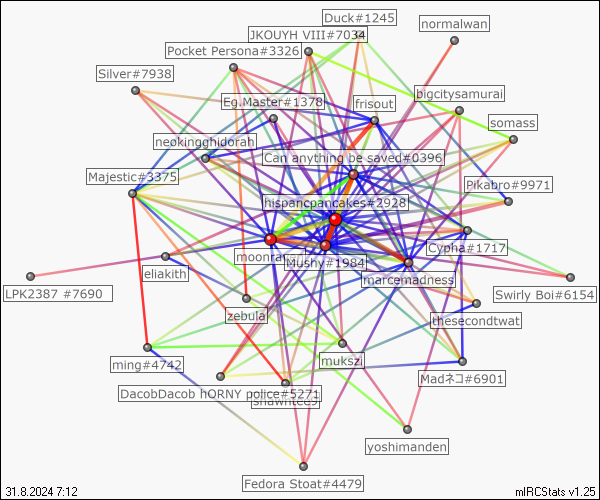 Duck#1245
normalwan
JKOUYH VIII#7034
Pocket Persona#3326
Silver#7938
bigcitysamurai
Eg.Master#1378
frisout
somass
neokingghidorah
Can anything be saved#0396
Majestic#3375
Pikabro#9971
hispancpancakes#2928
Cypha#1717
Mushy#1984
eliakith
marcemadness
LPK2387 #7690
Swirly Boi#6154
zebula
thesecondtwat
mukszi
ming#4742
Madネコ#6901
DacobDacob hORNY police#5271
yoshimanden
Fedora Stoat#4479
31.8.2024 7:12
mIRCStats v1.25